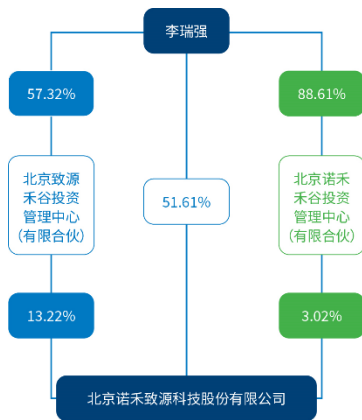 李瑞强
57.32%
88.61%
北京致源
禾谷投资
管理中心
(有限合伙)
51.61%
北京诺禾
禾谷投资
管理中心
(有限合伙)
13.22%
3.02%
北京诺禾致源科技股份有限公司